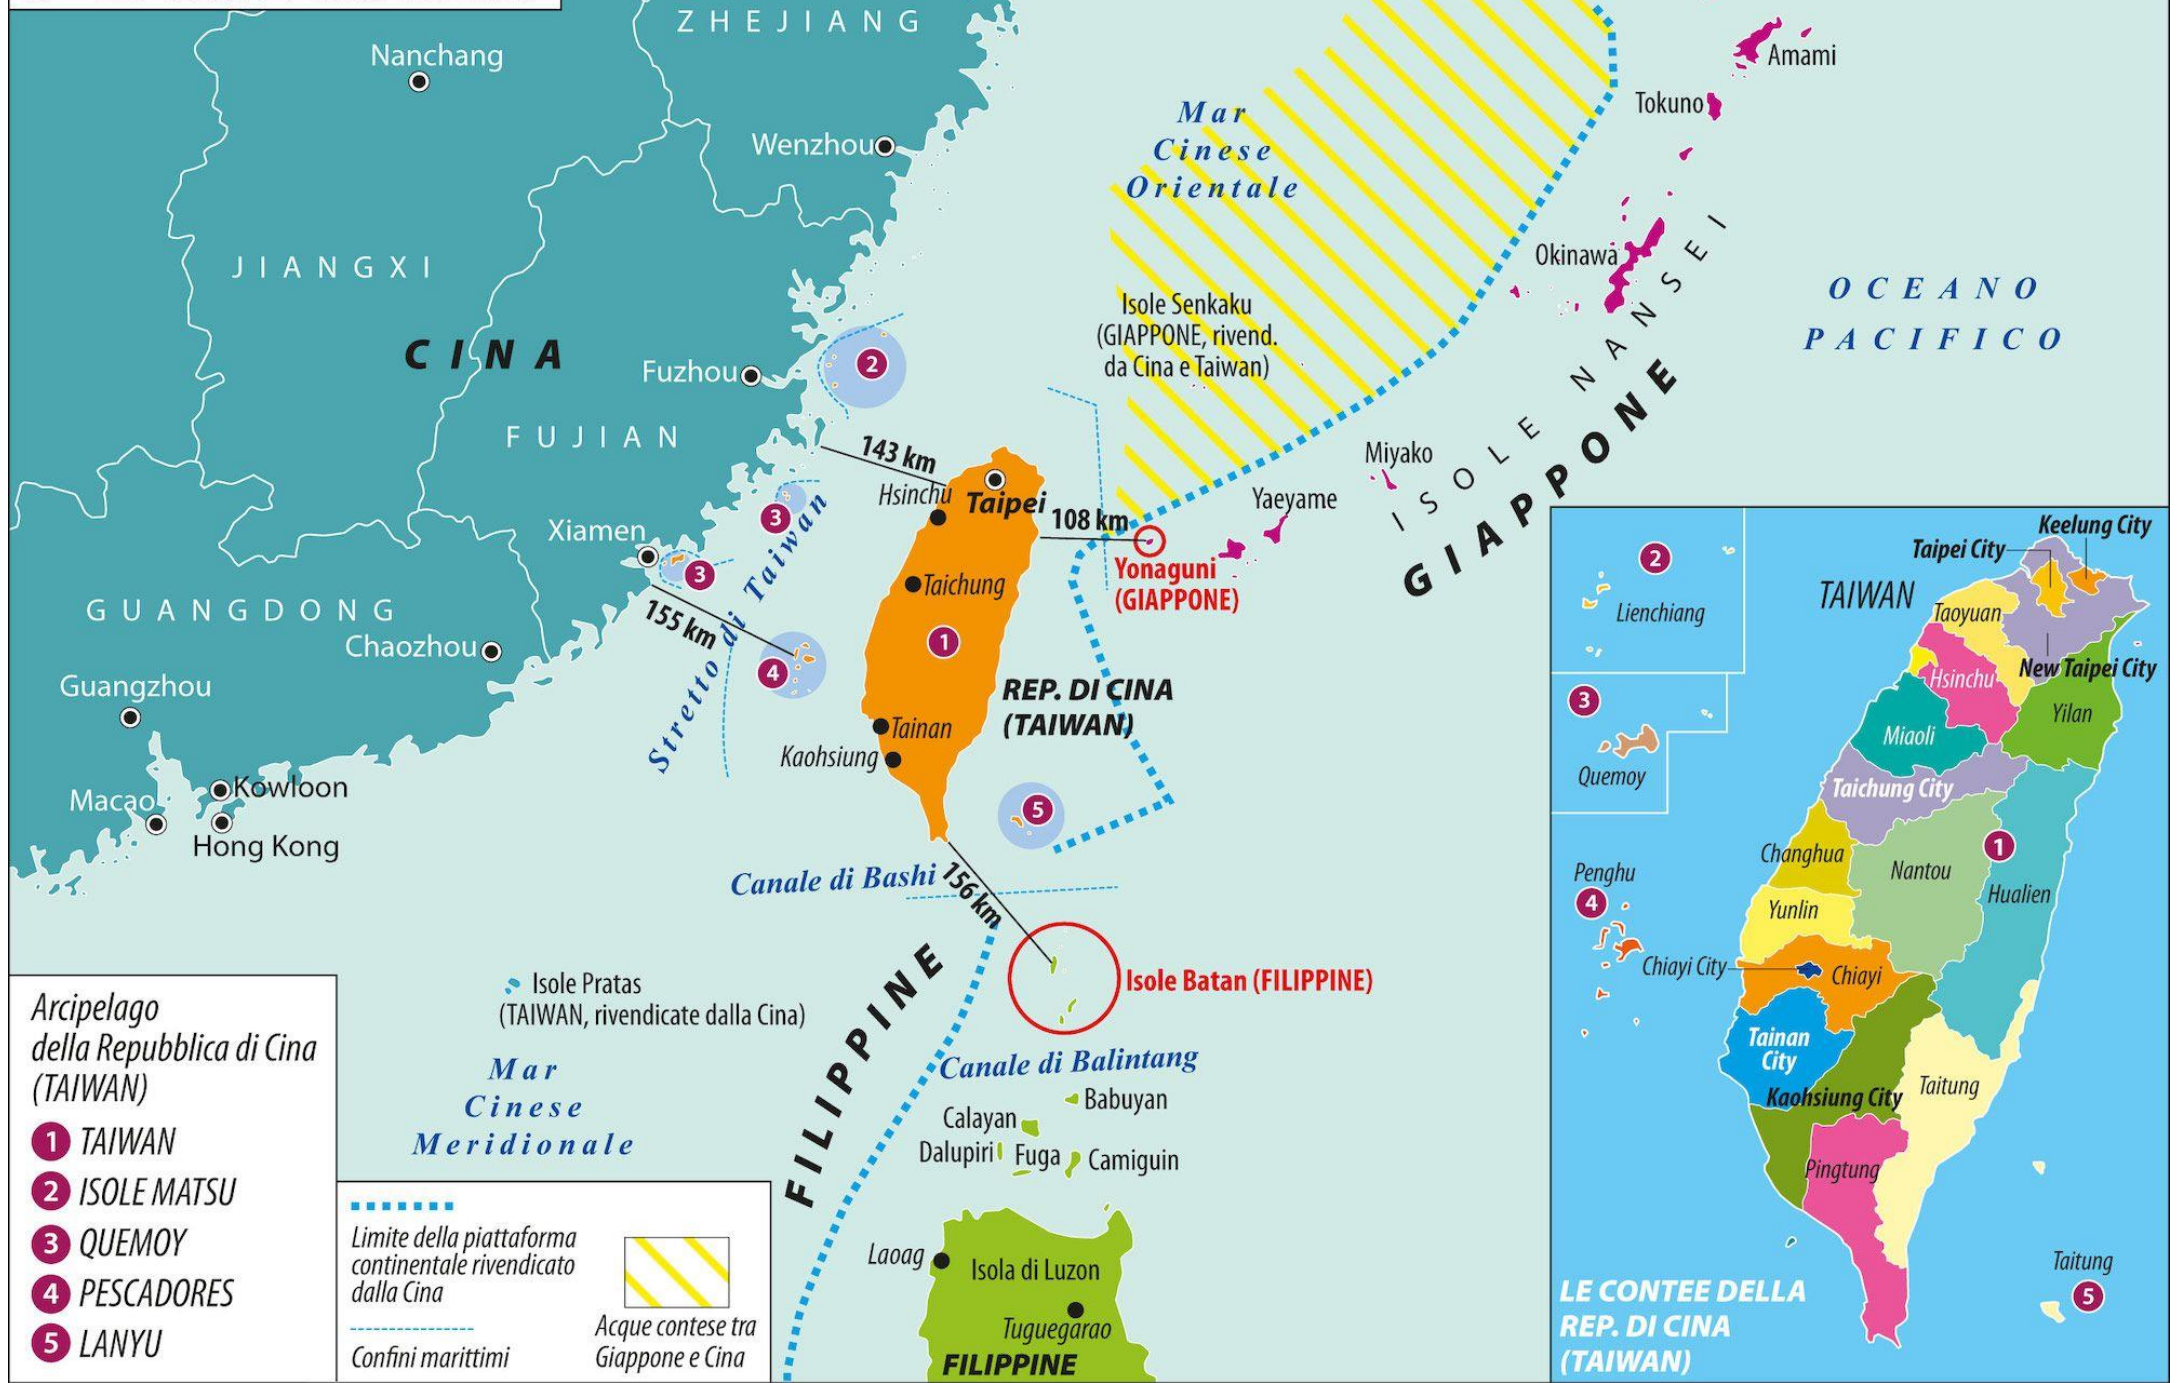 ZHEJIANG
Nanchang
Wenzhou
JIANGXI
CINA
Fuzhou
FUJIAN
Xiamen
GUANGDONG
Chaozhou
Guangzhou
Macao
Kowloon
Hong Kong
Mar
Cinese
Orientale
Isole Senkaku
(GIAPPONE, rivend.
da Cina e Taiwan)
Amami
Tokuno
Okinawa
ISOLE NANSEI
GIAPPONE
OCEANO
PACIFICO
Miyako
Yaeyame
2
143 km
Hsinchu
Taipei
108 km
Yonaguni
(GIAPPONE)
3
3
Stretto di Taiwan
155 km
4
Taichung
1
REP. DI CINA
(TAIWAN)
Tainan
Kaohsiung
5
Canale di Bashi
156 km
Isole Batan (FILIPPINE)
FILIPPINE
Isole Pratas
(TAIWAN, rivendicate dalla Cina)
Mar
Cinese
Meridionale
Canale di Balintang
Babuyan
Calayan
Dalupiri
Fuga
Camiguin
Laoag
Isola di Luzon
Tuguegarao
FILIPPINE
Arcipelago
della Repubblica di Cina
(TAIWAN)
1 TAIWAN
2 ISOLE MATSU
3 QUEMOY
4 PESCADORES
5 LANYU
Limite della piattaforma
continentale rivendicato
dalla Cina
Confini marittimi
Acque contese tra
Giappone e Cina
2
Lienchiang
3
Quemoy
Penghu
4
TAIWAN
Keelung City
Taipei City
Taoyuan
New Taipei City
Hsinchu
Yilan
Miaoli
Taichung City
Changhua
Nantou
1
Hualien
Yunlin
Chiayi City
Chiayi
Tainan
City
Kaohsiung City
Taitung
Pingtung
Taitung
5
LE CONTEE DELLA
REP. DI CINA
(TAIWAN)